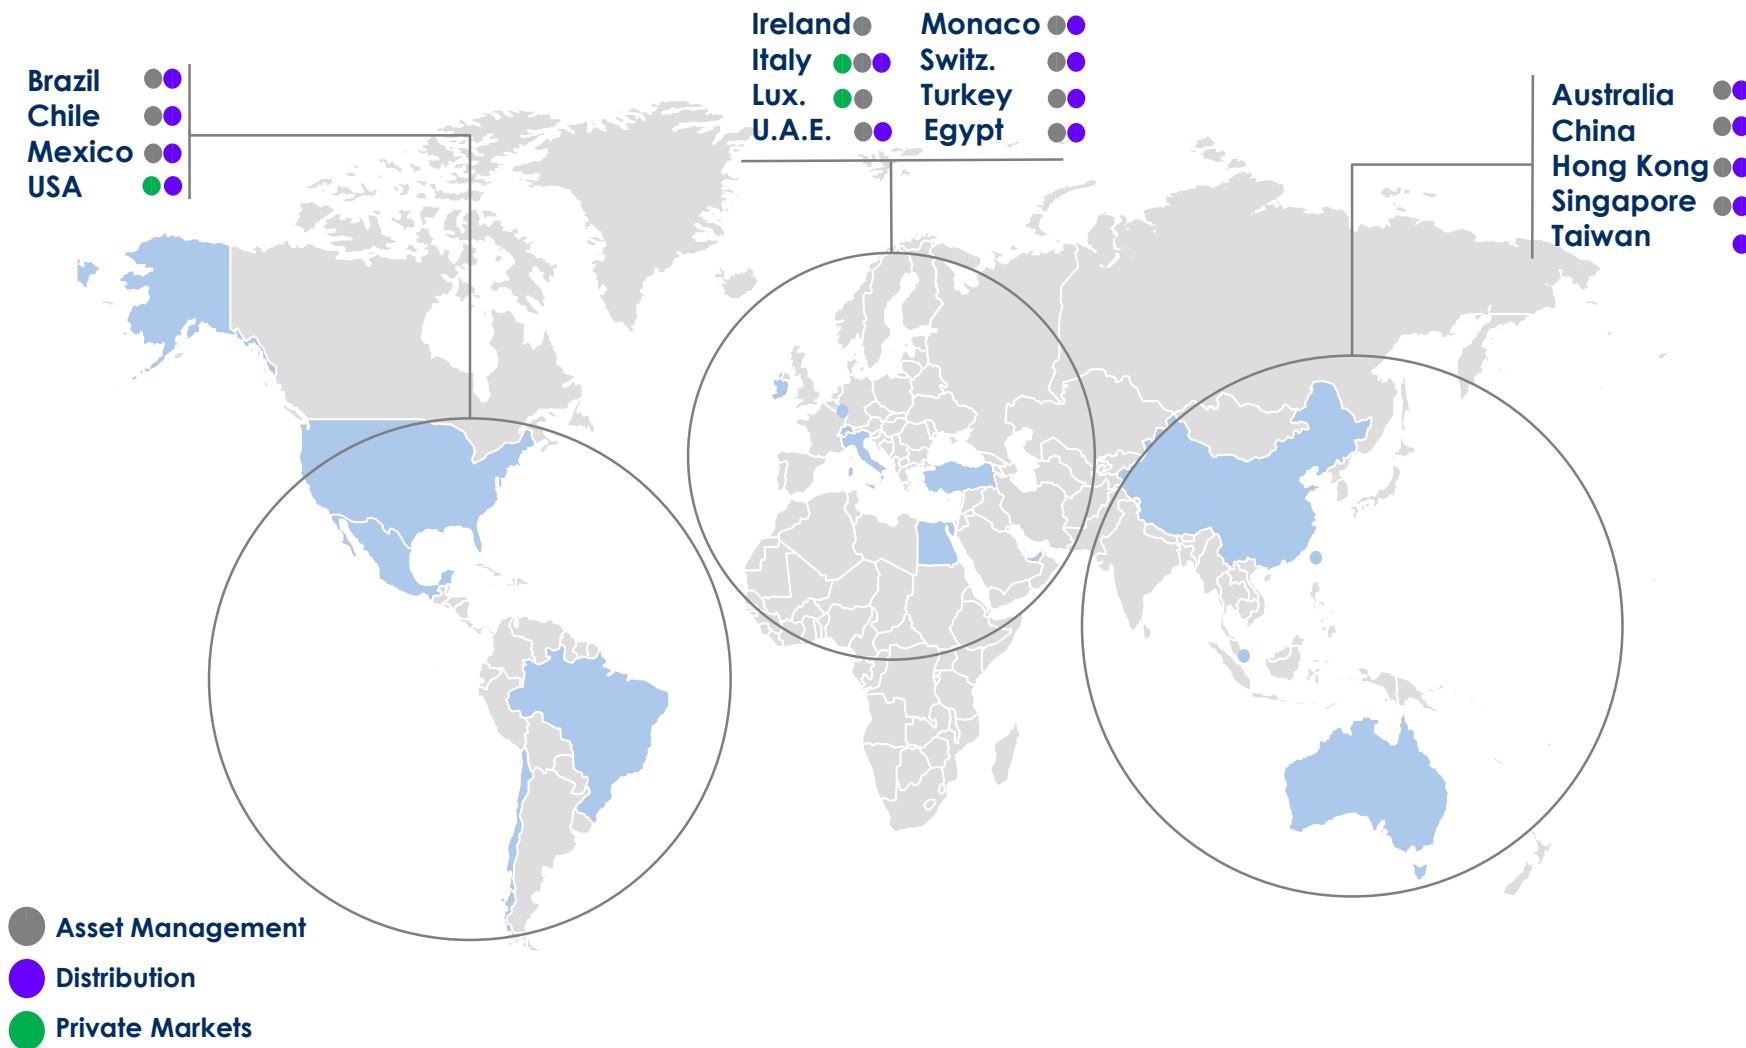 Brazil
Chile
Mexico
USA
Ireland
Italy
Lux.
U.A.E.
Monaco
Switz.
Turkey
Egypt
Australia
China
Hong Kong
Singapore
Taiwan
Asset Management
Distribution
Private Markets